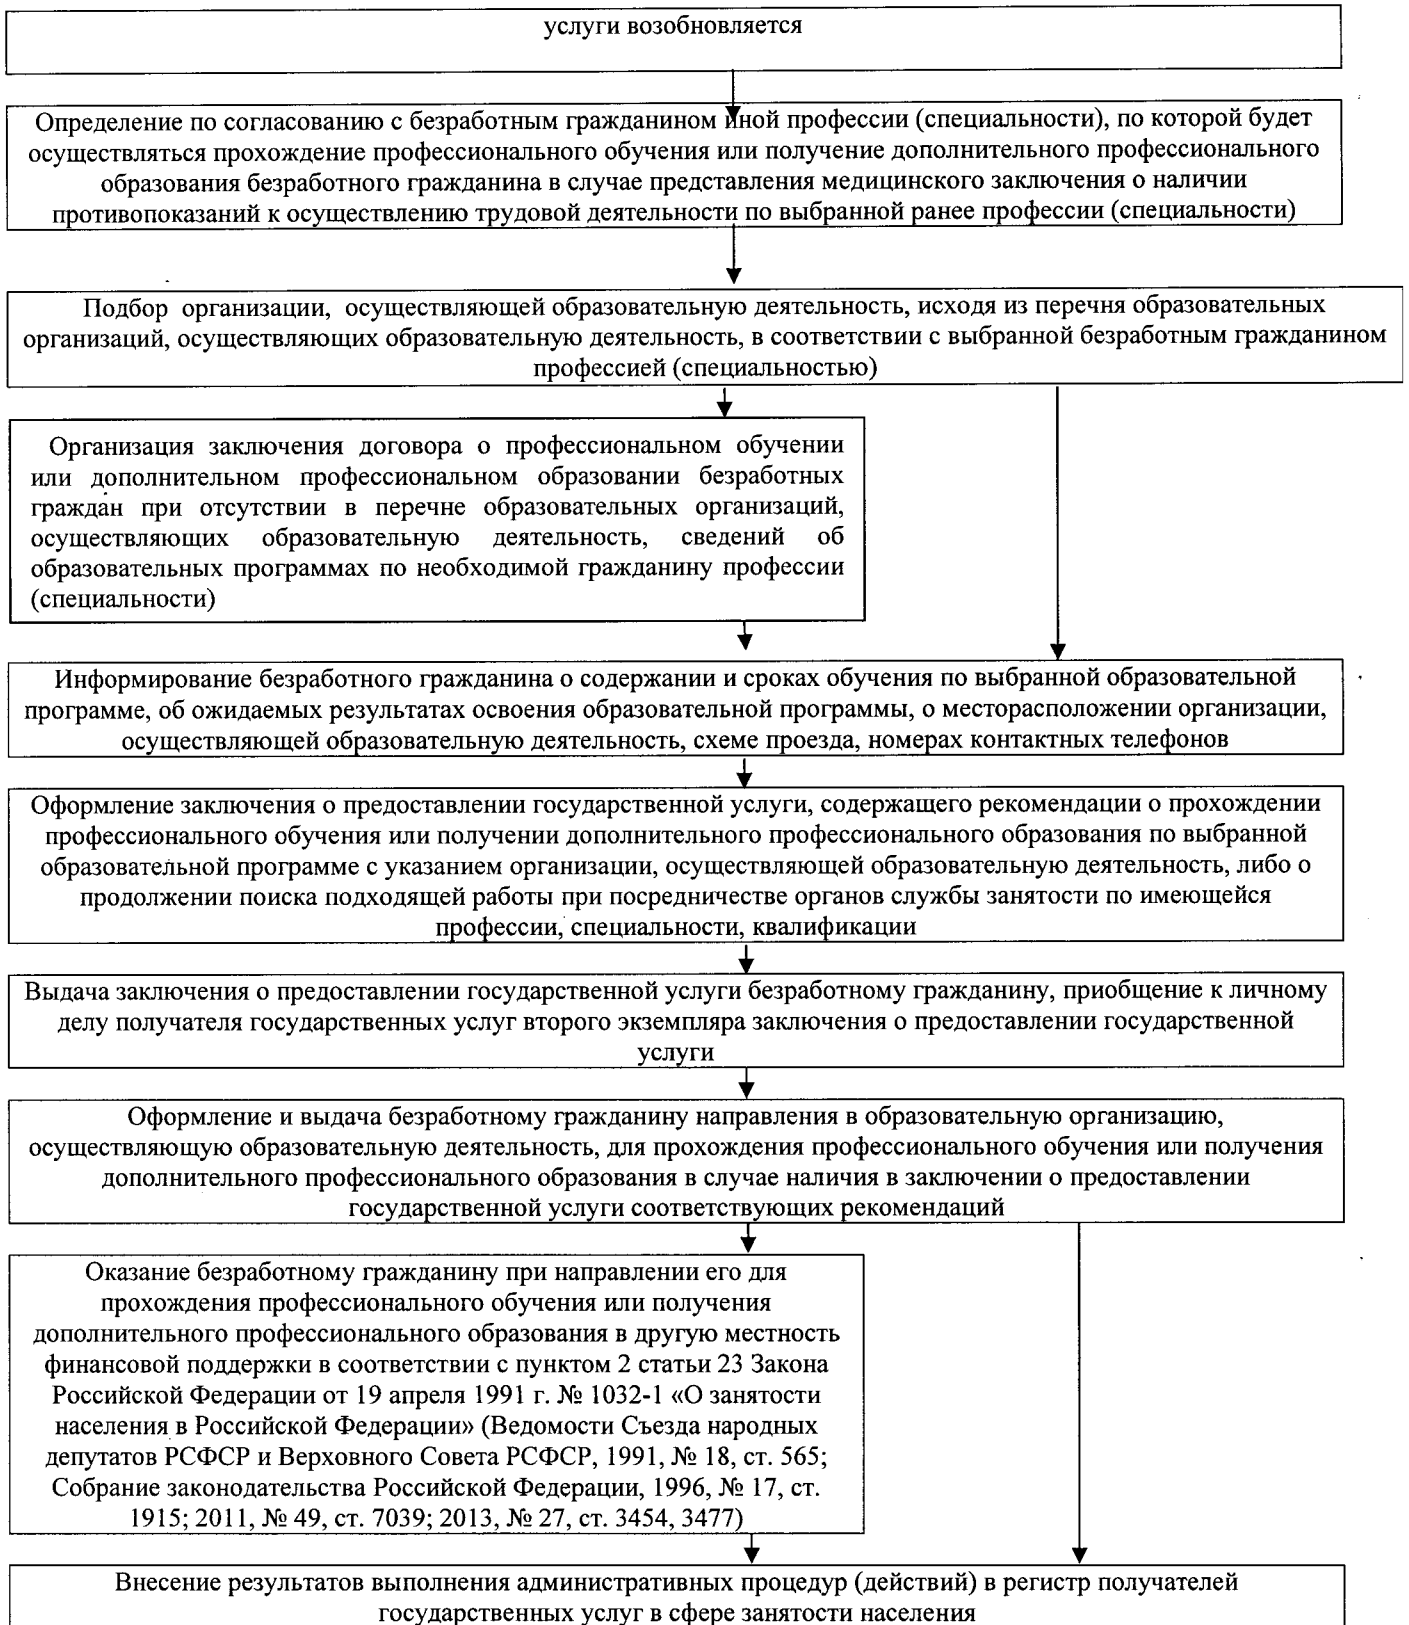 услуги возобновляется
Определение по согласованию с безработным гражданином иной профессии (специальности), по которой будет
осуществляться прохождение профессионального обучения или получение дополнительного профессионального
образования безработного гражданина в случае представления медицинского заключения о наличии
противопоказаний к осуществлению трудовой деятельности по выбранной ранее профессии (специальности)
Подбор организации, осуществляющей образовательную деятельность, исходя из перечня образовательных
организаций, осуществляющих образовательную деятельность, в соответствии с выбранной безработным гражданином
профессией (специальностью)
Организация заключения договора о профессиональном обучении
или дополнительном профессиональном образовании безработных
граждан при отсутствии в перечне образовательных организаций,
осуществляющих образовательную деятельность, сведений об
образовательных программах по необходимой гражданину профессии
(специальности)
Информирование безработного гражданина о содержании и сроках обучения по выбранной образовательной
программе, об ожидаемых результатах освоения образовательной программы, о месторасположении организации,
осуществляющей образовательную деятельность, схеме проезда, номерах контактных телефонов
Оформление заключения о предоставлении государственной услуги, содержащего рекомендации о прохождении
профессионального обучения или получении дополнительного профессионального образования по выбранной
образовательной программе с указанием организации, осуществляющей образовательную деятельность, либо о
продолжении поиска подходящей работы при посредничестве органов службы занятости по имеющейся
профессии, специальности, квалификации
Выдача заключения о предоставлении государственной услуги безработному гражданину, приобщение к личному
делу получателя государственных услуг второго экземпляра заключения о предоставлении государственной
услуги
Оформление и выдача безработному гражданину направления в образовательную организацию,
осуществляющую образовательную деятельность, для прохождения профессионального обучения или получения
дополнительного профессионального образования в случае наличия в заключении о предоставлении
государственной услуги соответствующих рекомендаций
Оказание безработному гражданину при направлении его для
прохождения профессионального обучения или получения
дополнительного профессионального образования в другую местность
финансовой поддержки в соответствии с пунктом 2 статьи 23 Закона
Российской Федерации от 19 апреля 1991 г. № 1032-1 «О занятости
населения в Российской Федерации» (Ведомости Съезда народных
депутатов РСФСР и Верховного Совета РСФСР, 1991, № 18, ст. 565;
Собрание законодательства Российской Федерации, 1996, № 17, ст.
1915; 2011, № 49, ст. 7039; 2013, № 27, ст. 3454, 3477)
Внесение результатов выполнения административных процедур (действий) в регистр получателей
государственных услуг в сфере занятости населения